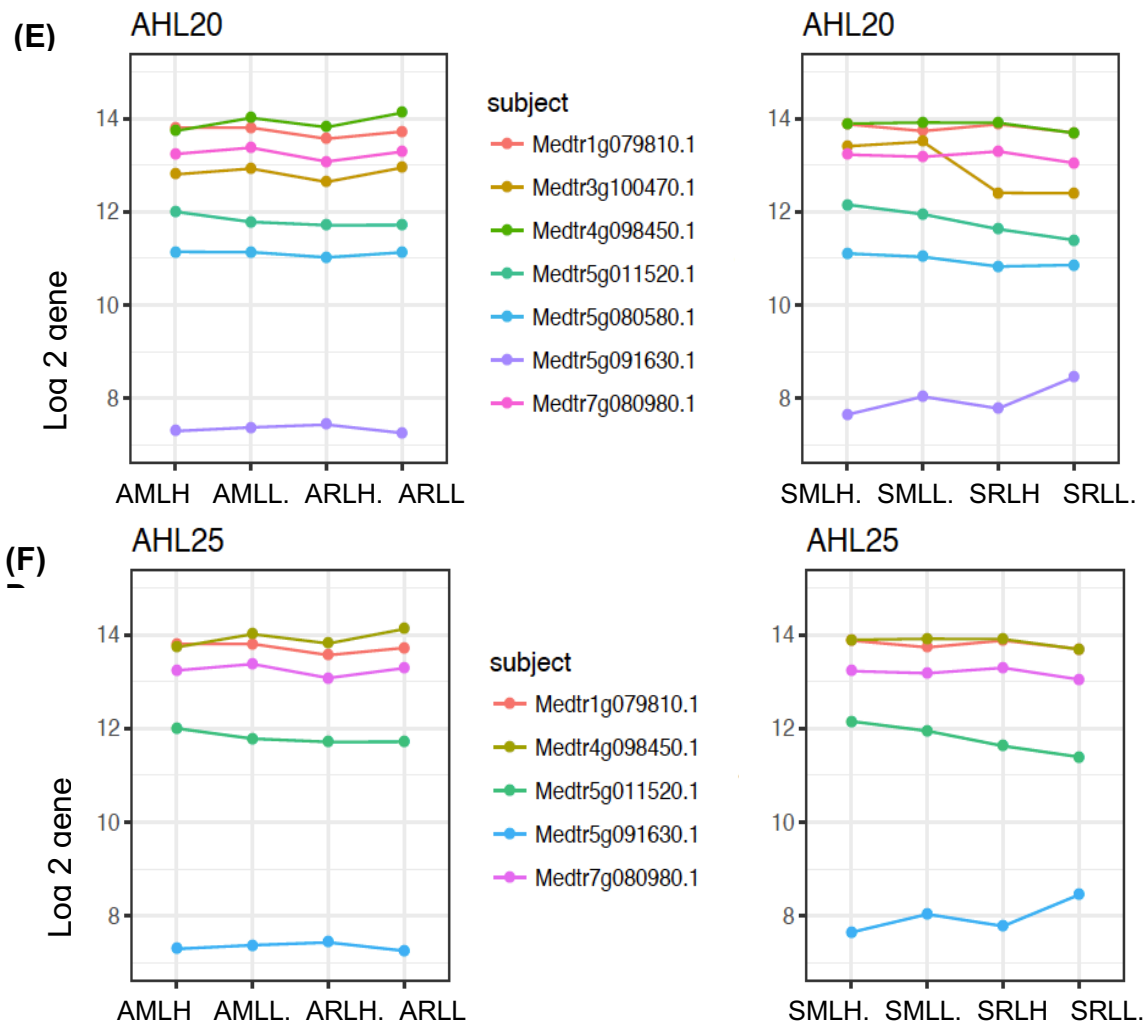 (E)
AHL20
AHL20
14
12
10
8
Log 2 gene
AMLH AMLL. ARLH. ARLL
subject
Medtr1g079810.1
Medtr3g100470.1
Medtr4g098450.1
Medtr5g011520.1
Medtr5g080580.1
Medtr5g091630.1
Medtr7g080980.1
14
12
10
8
SMLH. SMLL. SRLH SRLL.
(F)
AHL25
AHL25
14
12
10
8
Log 2 gene
AMLH AMLL. ARLH. ARLL
subject
Medtr1g079810.1
Medtr4g098450.1
Medtr5g011520.1
Medtr5g091630.1
Medtr7g080980.1
14
12
10
8
SMLH. SMLL. SRLH SRLL.